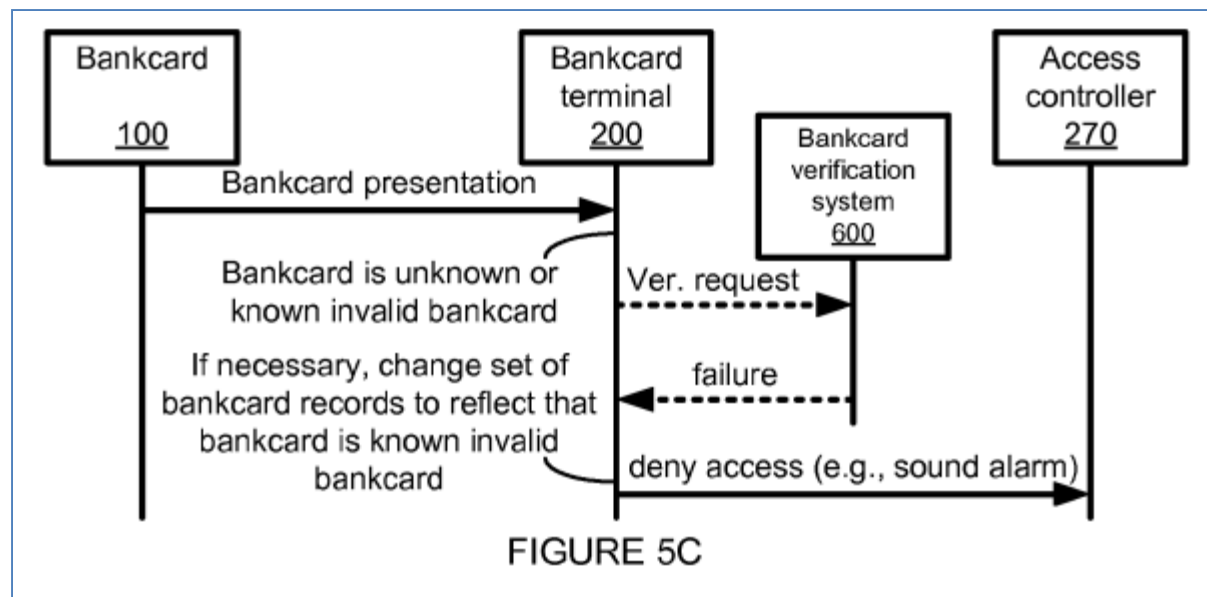 Bankcard
100
Bankcard
terminal
200
Bankcard
verification
system
600
Access
controller
270
Bankcard presentation
Bankcard is unknown or
known invalid bankcard
Ver. request
If necessary, change set of
bankcard records to reflect that
bankcard is known invalid
bankcard
failure
deny access (e.g., sound alarm)
FIGURE 5C